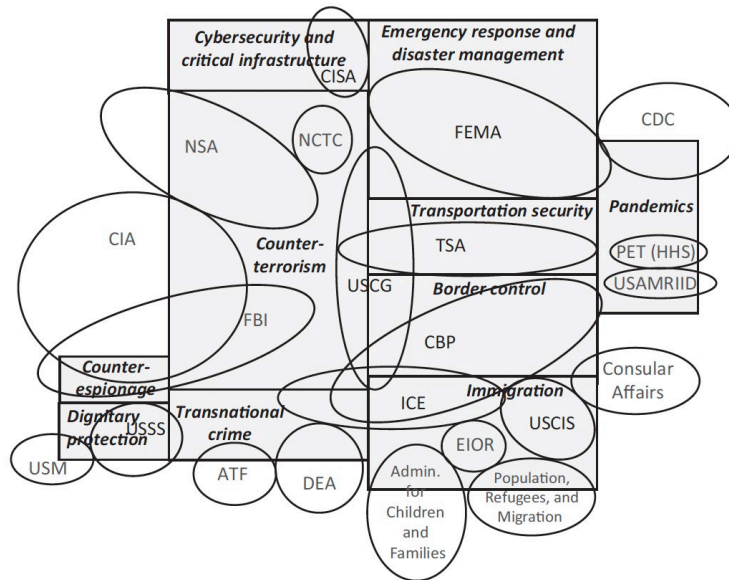 Cybersecurity and
critical infrastructure
CISA
Emergency response and
disaster management
FEMA
CDC
NSA
NCTC
Transportation security
TSA
Pandemics
PET (HHS)
USAMRIID
CIA
Counter-
terrorism
USCG
Border control
CBP
FBI
Counter-
espionage
Dignitary
protection
USSS
USM
Transnational
crime
ATF
DEA
Immigration
ICE
USCIS
Consular
Affairs
EIOR
Admin.
for
Children
and
Families
Population,
Refugees, and
Migration